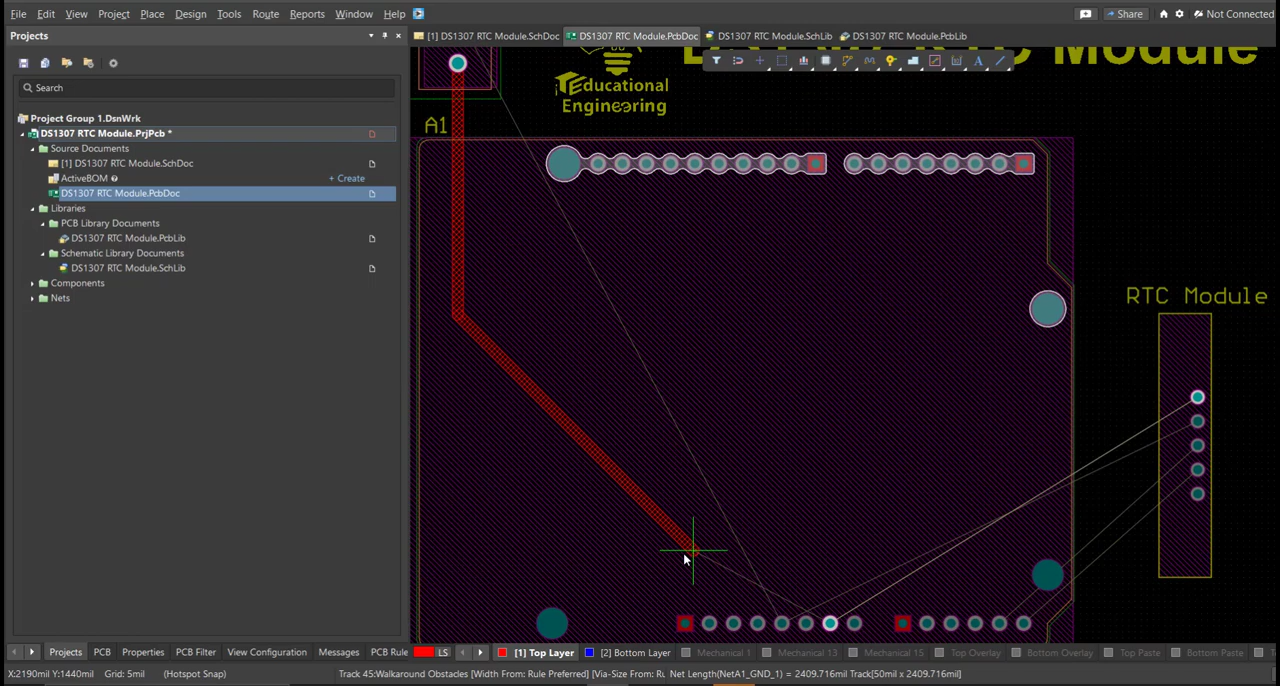 File Edit View Project Place Design Tools Route Reports Window Help
Share
Not Connected
Projects
[1] DS1307 RTC Module.SchDoc
DS1307 RTC Module.PcbDoc
DS1307 RTC Module.SchLib
DS1307 RTC Module.PcbLib
Search
Project Group 1.DsnWrk
DS1307 RTC Module.PrjPcb *
Source Documents
[1] DS1307 RTC Module.SchDoc
ActiveBOM
+ Create
DS1307 RTC Module.PcbDoc
Libraries
PCB Library Documents
DS1307 RTC Module.PcbLib
Schematic Library Documents
DS1307 RTC Module.SchLib
Components
Nets
Educational
Engineering
A1
RTC Module
Projects PCB Properties PCB Filter View Configuration Messages PCB Rule
LS
[1] Top Layer
[2] Bottom Layer
Mechanical 1
Mechanical 13
Mechanical 15
Top Overlay
Bottom Overlay
Top Paste
Bottom Paste
X:2190mil Y:1440mil Grid: 5mil (Hotspot Snap)
Track 45:Walkaround Obstacles [Width From: Rule Preferred] [Via-Size From: Ru
Net Length(NetA1_GND_1) = 2409.716mil Track[50mil x 2409.716mil]